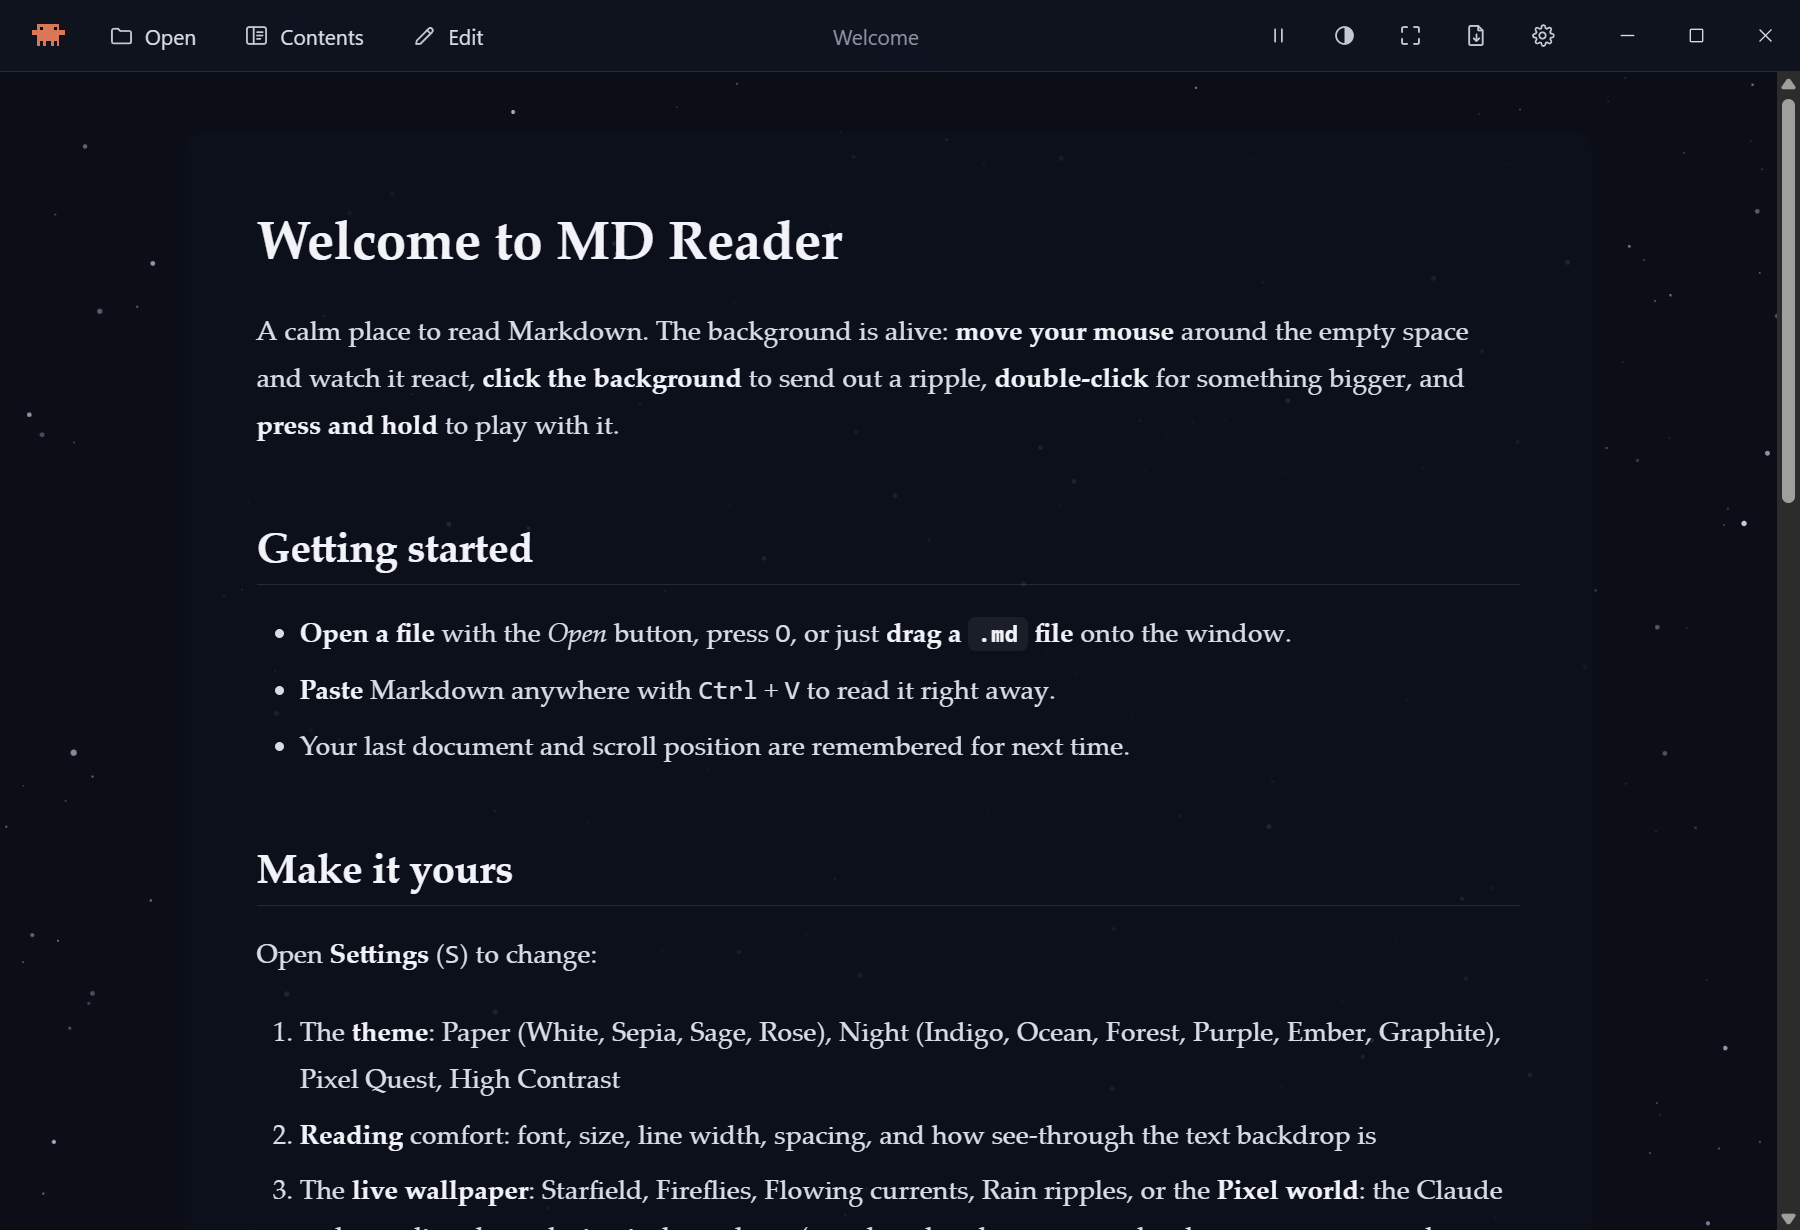 Open Contents Edit Welcome
Welcome to MD Reader
A calm place to read Markdown. The background is alive: move your mouse around the empty space
and watch it react, click the background to send out a ripple, double-click for something bigger, and
press and hold to play with it.
Getting started
• Open a file with the Open button, press O, or just drag a .md file onto the window.
• Paste Markdown anywhere with Ctrl + V to read it right away.
• Your last document and scroll position are remembered for next time.
Make it yours
Open Settings (S) to change:
1. The theme: Paper (White, Sepia, Sage, Rose), Night (Indigo, Ocean, Forest, Purple, Ember, Graphite),
Pixel Quest, High Contrast
2. Reading comfort: font, size, line width, spacing, and how see-through the text backdrop is
3. The live wallpaper: Starfield, Fireflies, Flowing currents, Rain ripples, or the Pixel world: the Claude